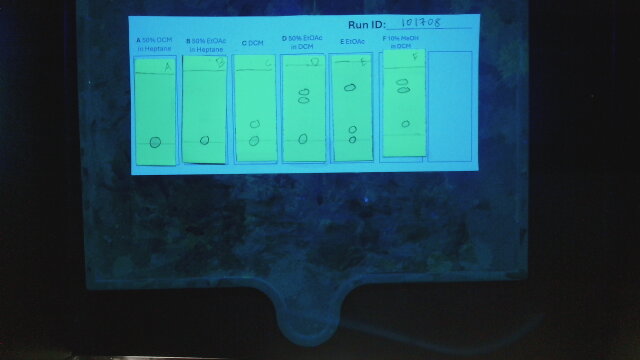 Run ID: 101708
A 50% DCM in Heptane
B 50% EtOAc in Heptane
C DCM
D 50% EtOAc in DCM
E EtOAc
F 10% MeOH in DCM
A
B
C
D
E
F